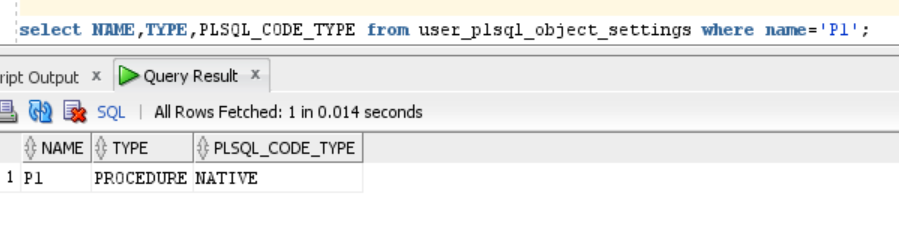 select NAME,TYPE,PLSQL_CODE_TYPE from user_plsql_object_settings where name='P1';
ript Output x Query Result x
SQL | All Rows Fetched: 1 in 0.014 seconds
NAME TYPE PLSQL_CODE_TYPE
1 P1 PROCEDURE NATIVE